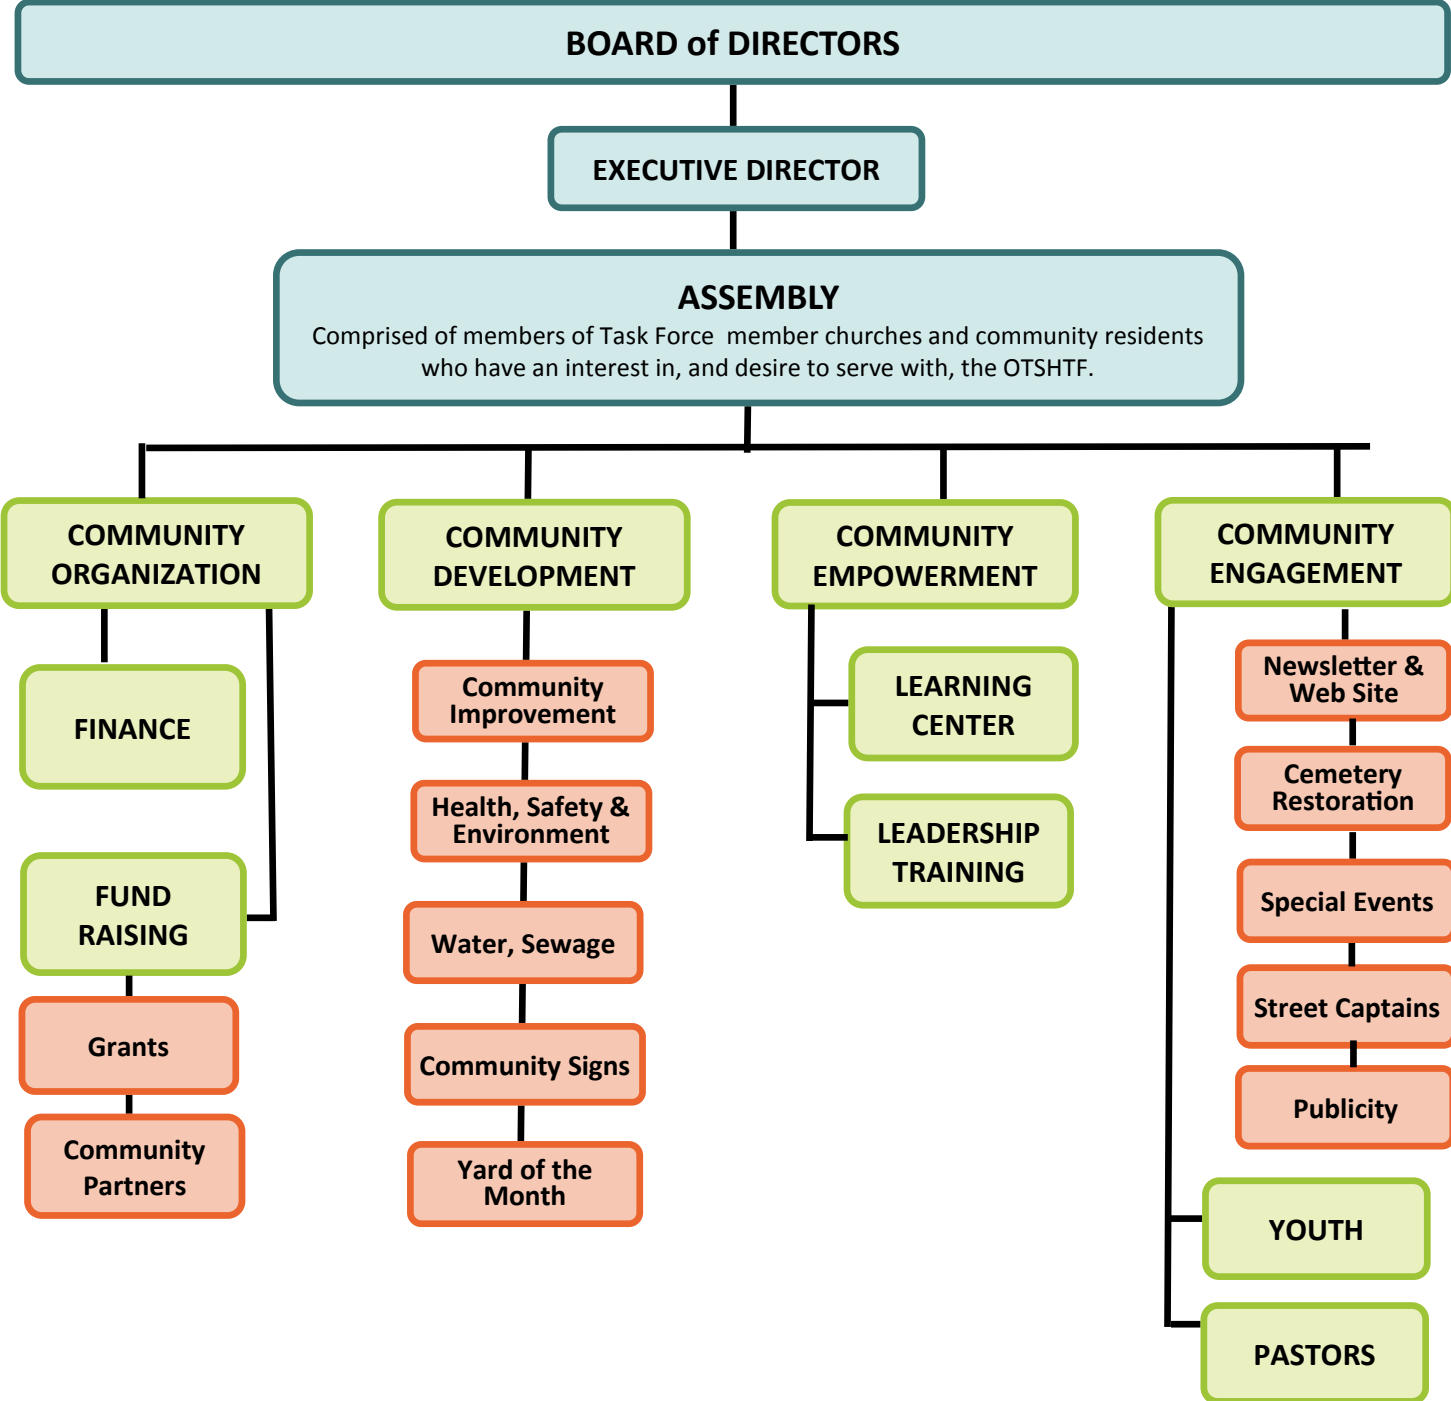 BOARD of DIRECTORS
EXECUTIVE DIRECTOR
ASSEMBLY
Comprised of members of Task Force member churches and community residents
who have an interest in, and desire to serve with, the OTSHTF.
COMMUNITY
ORGANIZATION
FINANCE
FUND
RAISING
Grants
Community
Partners
COMMUNITY
DEVELOPMENT
Community
Improvement
Health, Safety &
Environment
Water, Sewage
Community Signs
Yard of the
Month
COMMUNITY
EMPOWERMENT
LEARNING
CENTER
LEADERSHIP
TRAINING
COMMUNITY
ENGAGEMENT
Newsletter &
Web Site
Cemetery
Restoration
Special Events
Street Captains
Publicity
YOUTH
PASTORS